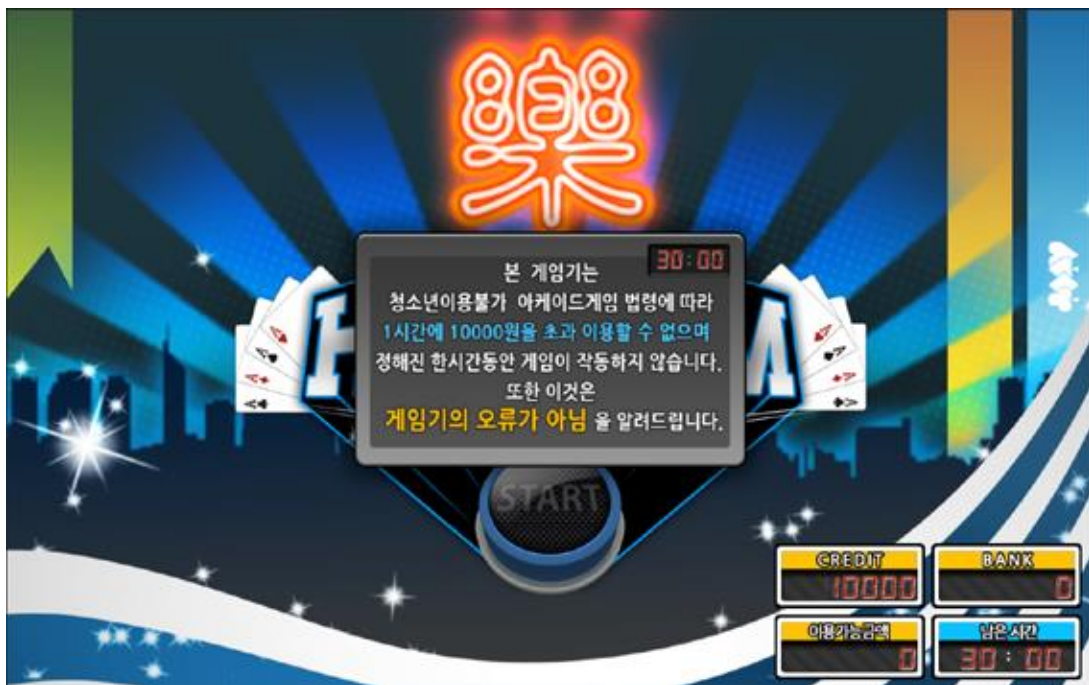 樂
30:00
본 게임기는
청소년이용불가 아케이드게임 법령에 따라
1시간에 10000원을 초과 이용할 수 없으며
정해진 한시간동안 게임이 작동하지 않습니다.
또한 이것은
게임기의 오류가 아님 을 알려드립니다.
START
CREDIT
10000
BANK
0
이용가능금액
0
남은 시간
30:00